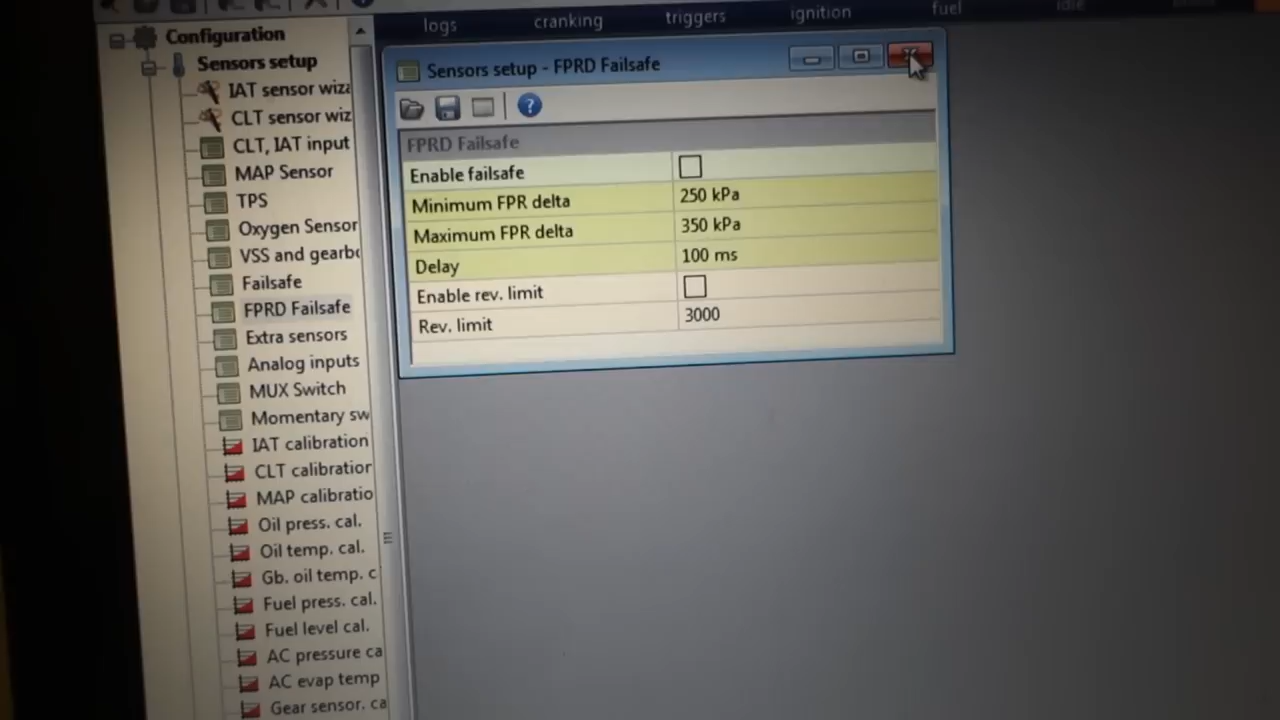 logs
cranking
triggers
ignition
fuel
idle
Configuration
Sensors setup
IAT sensor wiza
CLT sensor wiz
CLT, IAT input
MAP Sensor
TPS
Oxygen Sensor
VSS and gearbo
Failsafe
FPRD Failsafe
Extra sensors
Analog inputs
MUX Switch
Momentary sw
IAT calibration
CLT calibration
MAP calibratio
Oil press. cal.
Oil temp. cal.
Gb. oil temp. c
Fuel press. cal.
Fuel level cal.
AC pressure ca
AC evap temp
Gear sensor. ca
Sensors setup - FPRD Failsafe
FPRD Failsafe
Enable failsafe
Minimum FPR delta 250 kPa
Maximum FPR delta 350 kPa
Delay 100 ms
Enable rev. limit
Rev. limit 3000